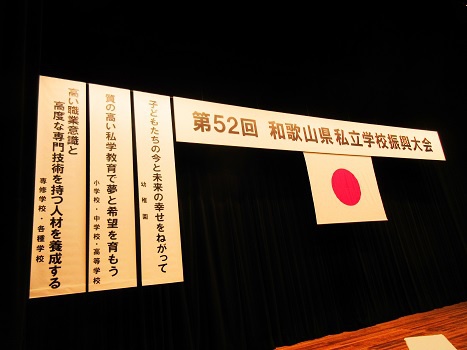 第52回 和歌山県私立学校振興大会
子どもたちの今と未来の幸せをねがって
幼稚園
質の高い私学教育で夢と希望を育もう
小学校・中学校・高等学校
高い職業意識と
高度な専門技術を持つ人材を養成する
専修学校・各種学校